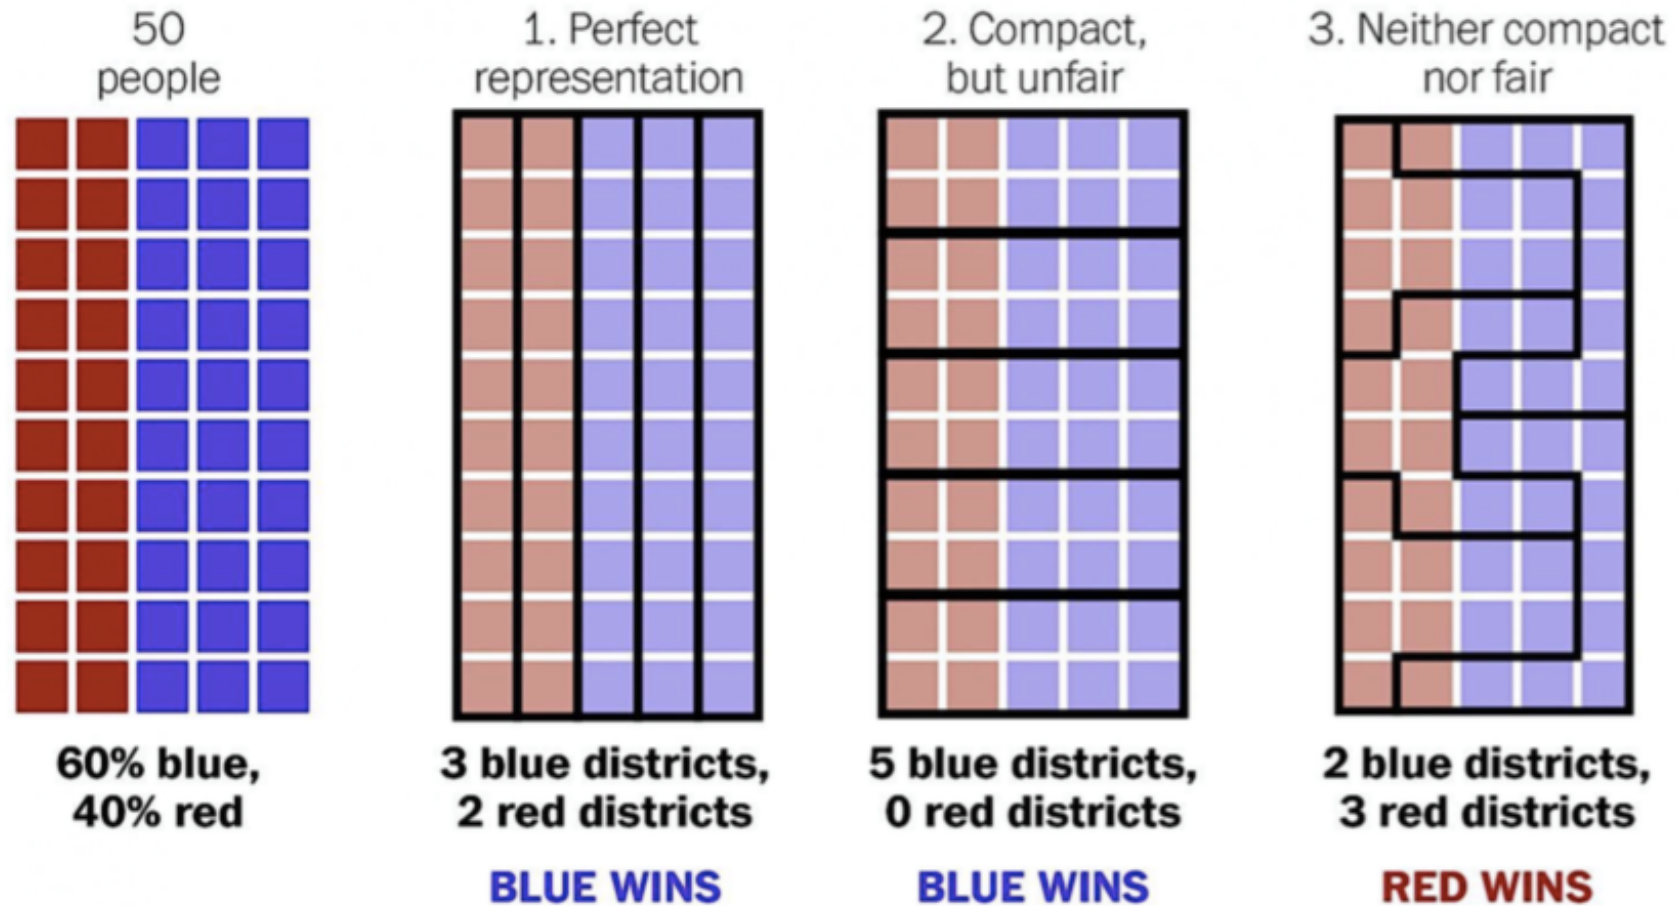 50
people
1. Perfect
representation
2. Compact,
but unfair
3. Neither compact
nor fair
60% blue,
40% red
3 blue districts,
2 red districts
BLUE WINS
5 blue districts,
0 red districts
BLUE WINS
2 blue districts,
3 red districts
RED WINS